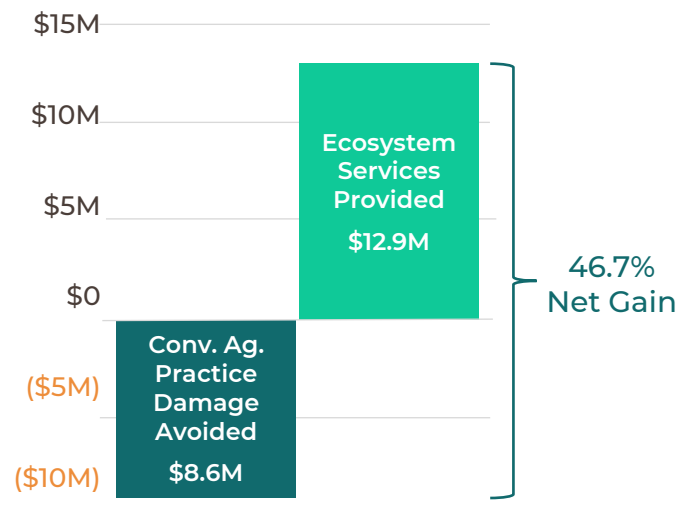 $15M
$10M
$5M
$0
($5M)
($10M)
Ecosystem
Services
Provided
$12.9M
Conv. Ag.
Practice
Damage
Avoided
$8.6M
46.7%
Net Gain